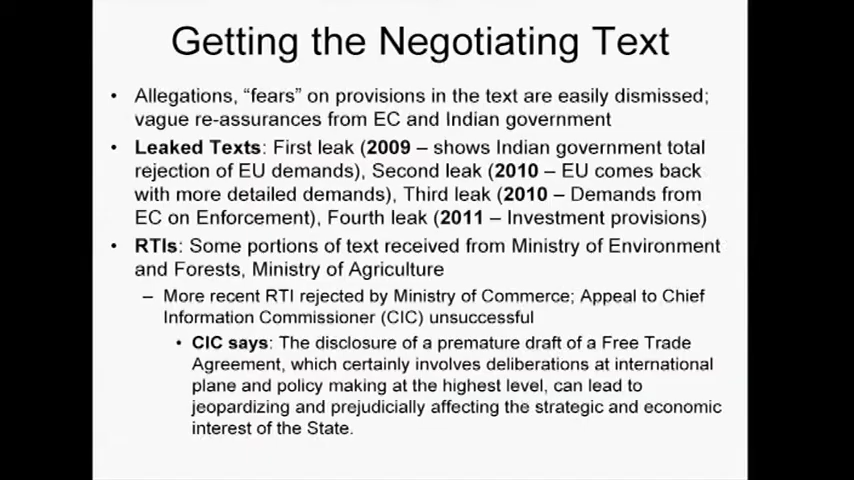 Getting the Negotiating Text
• Allegations, “fears” on provisions in the text are easily dismissed;
vague re-assurances from EC and Indian government
• Leaked Texts: First leak (2009 – shows Indian government total
rejection of EU demands), Second leak (2010 – EU comes back
with more detailed demands), Third leak (2010 – Demands from
EC on Enforcement), Fourth leak (2011 – Investment provisions)
• RTIs: Some portions of text received from Ministry of Environment
and Forests, Ministry of Agriculture
– More recent RTI rejected by Ministry of Commerce; Appeal to Chief
Information Commissioner (CIC) unsuccessful
• CIC says: The disclosure of a premature draft of a Free Trade
Agreement, which certainly involves deliberations at international
plane and policy making at the highest level, can lead to
jeopardizing and prejudicially affecting the strategic and economic
interest of the State.